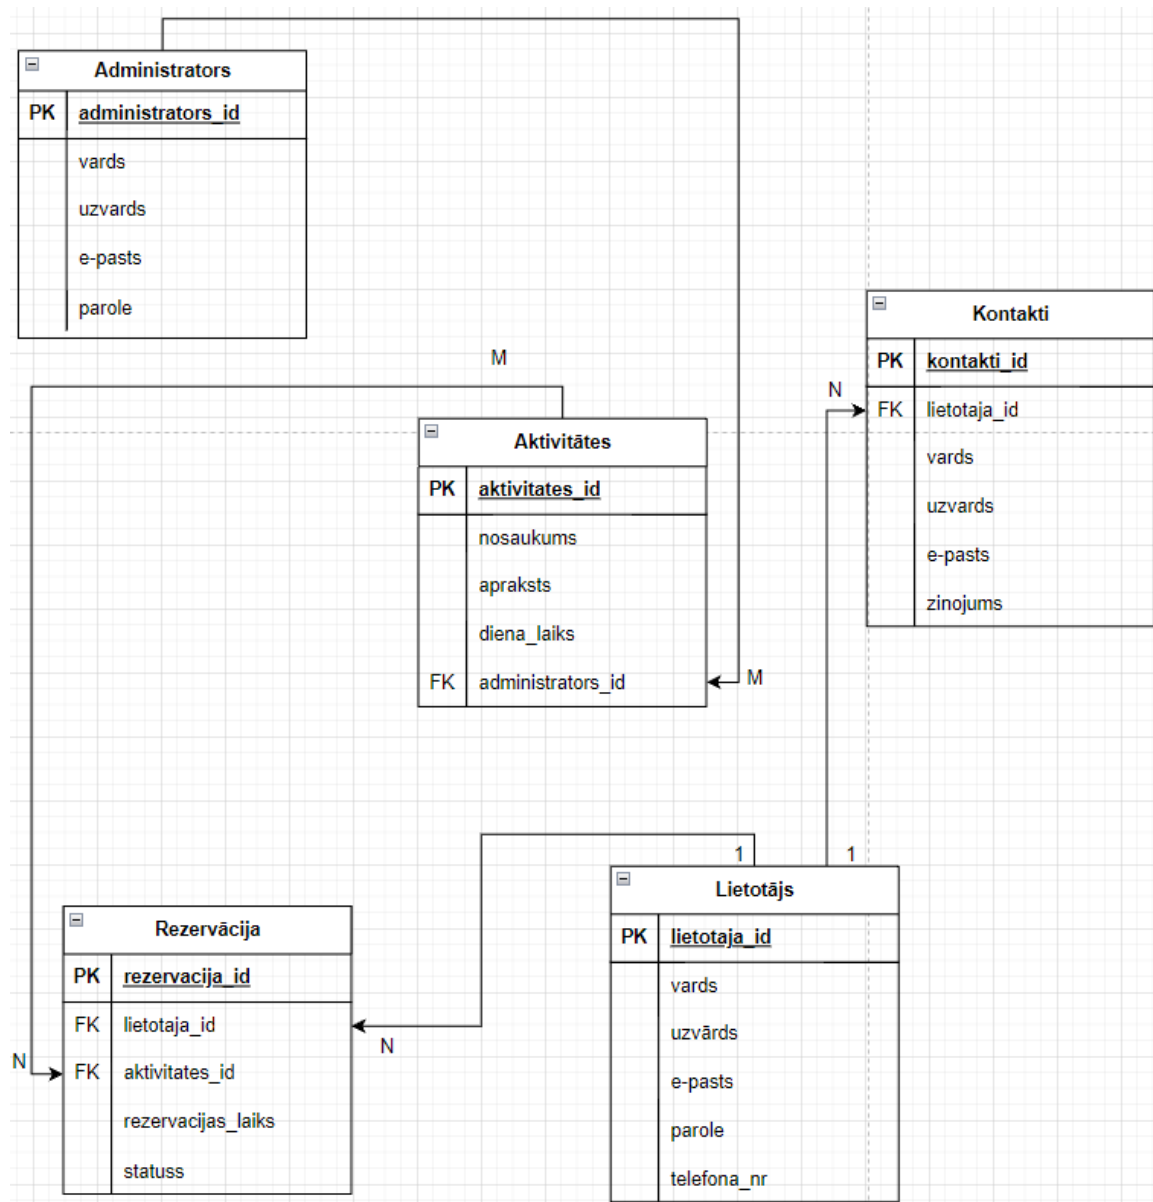 Administrators
PK administrators_id
vards
uzvards
e-pasts
parole
Kontakti
PK kontakti_id
FK lietotaja_id
vards
uzvards
e-pasts
zinojums
N
M
Aktivitātes
PK aktivitates_id
nosaukums
apraksts
diena_laiks
FK administrators_id
M
1
1
Lietotājs
PK lietotaja_id
vards
uzvārds
e-pasts
parole
telefona_nr
Rezervācija
PK rezervacija_id
FK lietotaja_id
FK aktivitates_id
rezervacijas_laiks
statuss
N
N